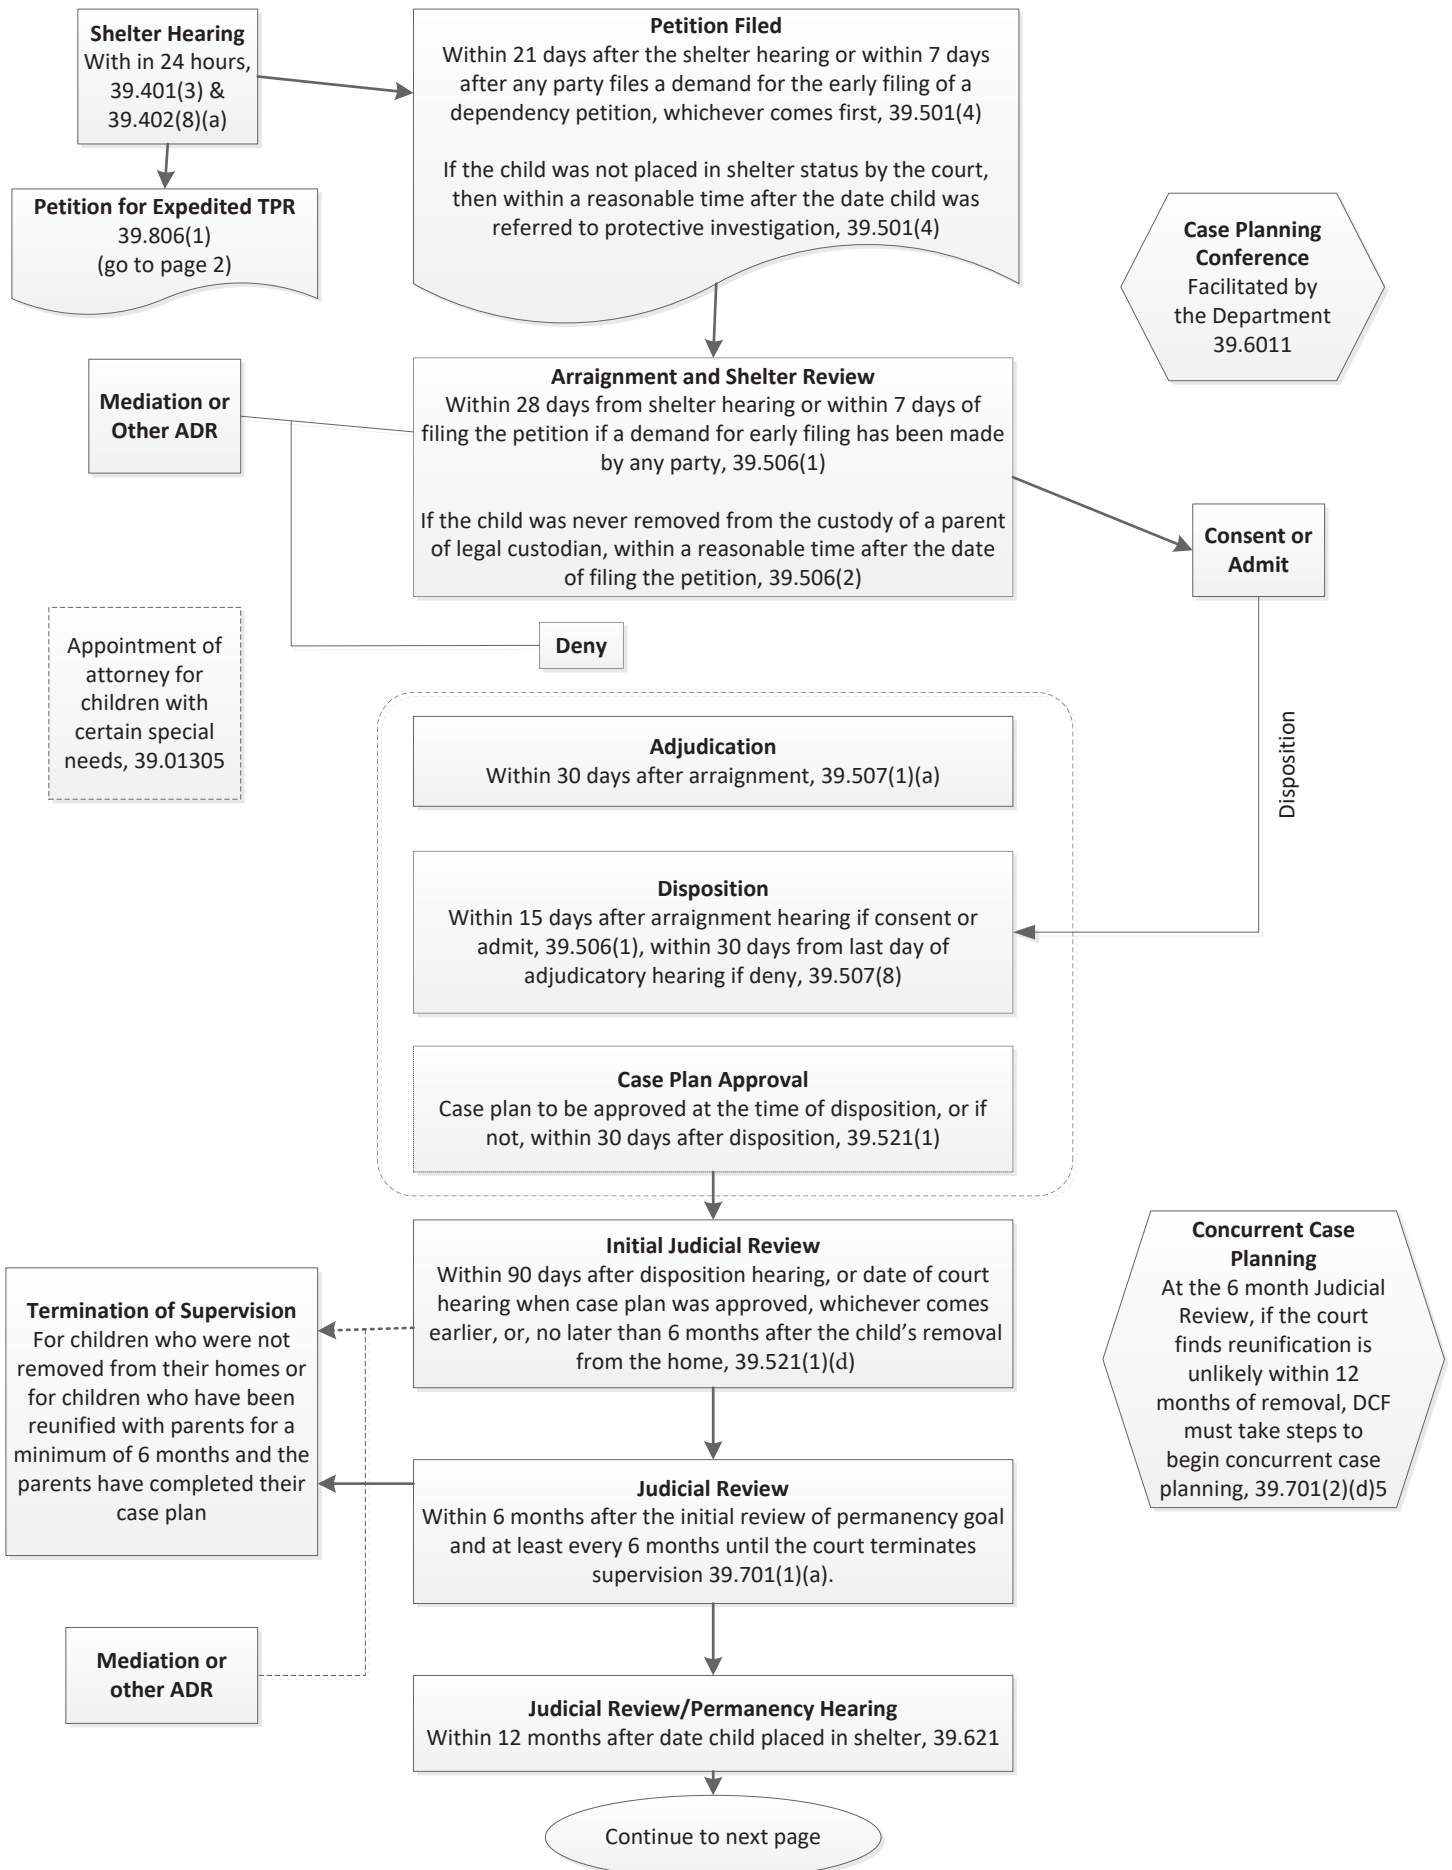 Shelter Hearing
With in 24 hours,
39.401(3) &
39.402(8)(a)
Petition Filed
Within 21 days after the shelter hearing or within 7 days
after any party files a demand for the early filing of a
dependency petition, whichever comes first, 39.501(4)
If the child was not placed in shelter status by the court,
then within a reasonable time after the date child was
referred to protective investigation, 39.501(4)
Petition for Expedited TPR
39.806(1)
(go to page 2)
Case Planning
Conference
Facilitated by
the Department
39.6011
Mediation or
Other ADR
Arraignment and Shelter Review
Within 28 days from shelter hearing or within 7 days of
filing the petition if a demand for early filing has been made
by any party, 39.506(1)
If the child was never removed from the custody of a parent
of legal custodian, within a reasonable time after the date
of filing the petition, 39.506(2)
Consent or
Admit
Deny
Appointment of
attorney for
children with
certain special
needs, 39.01305
Disposition
Adjudication
Within 30 days after arraignment, 39.507(1)(a)
Disposition
Within 15 days after arraignment hearing if consent or
admit, 39.506(1), within 30 days from last day of
adjudicatory hearing if deny, 39.507(8)
Case Plan Approval
Case plan to be approved at the time of disposition, or if
not, within 30 days after disposition, 39.521(1)
Initial Judicial Review
Within 90 days after disposition hearing, or date of court
hearing when case plan was approved, whichever comes
earlier, or, no later than 6 months after the child's removal
from the home, 39.521(1)(d)
Termination of Supervision
For children who were not
removed from their homes or
for children who have been
reunified with parents for a
minimum of 6 months and the
parents have completed their
case plan
Concurrent Case
Planning
At the 6 month Judicial
Review, if the court
finds reunification is
unlikely within 12
months of removal, DCF
must take steps to
begin concurrent case
planning, 39.701(2)(d)5
Judicial Review
Within 6 months after the initial review of permanency goal
and at least every 6 months until the court terminates
supervision 39.701(1)(a).
Mediation or
other ADR
Judicial Review/Permanency Hearing
Within 12 months after date child placed in shelter, 39.621
Continue to next page